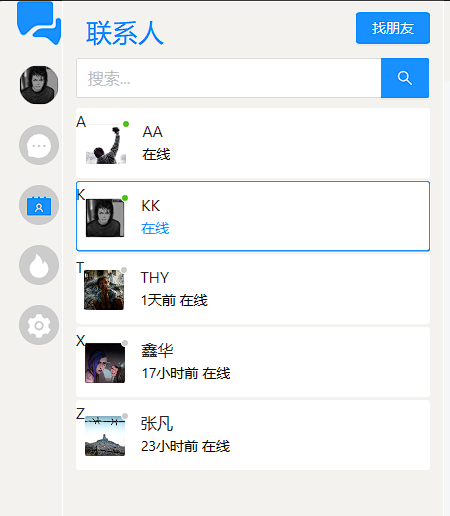 联系人
找朋友
搜索...
A
AA
在线
K
KK
在线
T
THY
1天前 在线
X
鑫华
17小时前 在线
Z
张凡
23小时前 在线